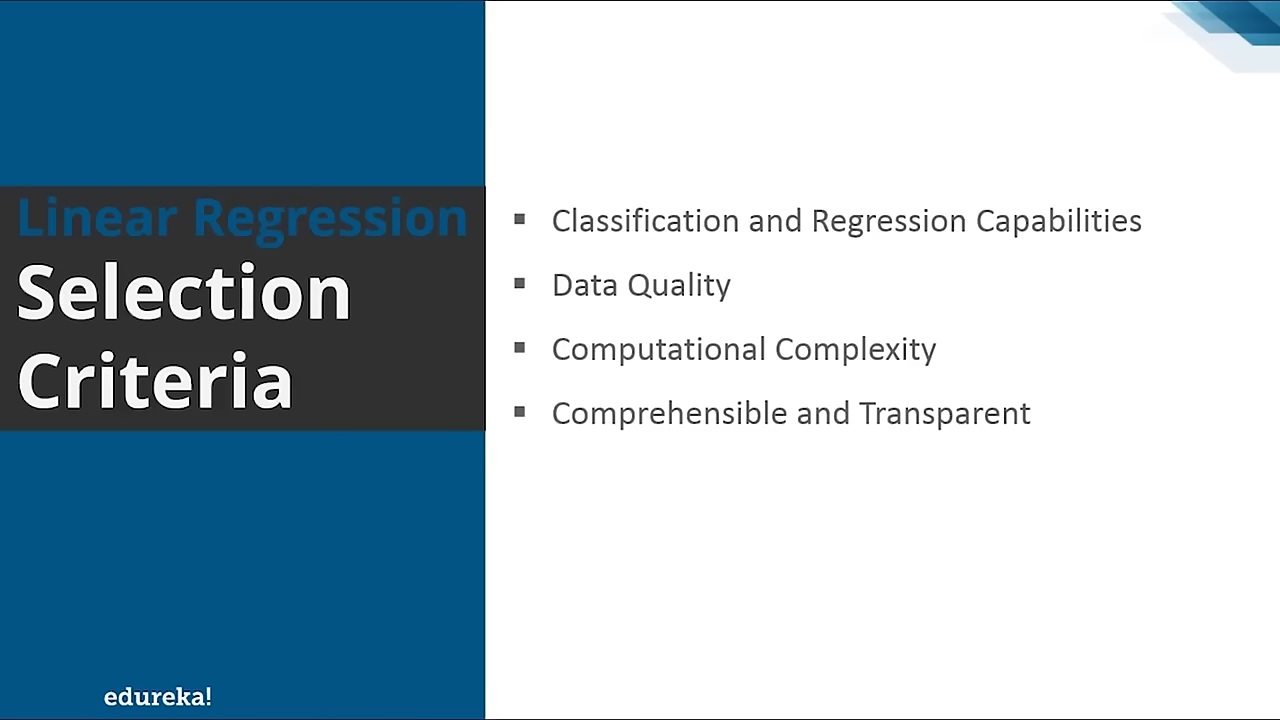 Linear Regression
Selection
Criteria
▪ Classification and Regression Capabilities
▪ Data Quality
▪ Computational Complexity
▪ Comprehensible and Transparent
edureka!